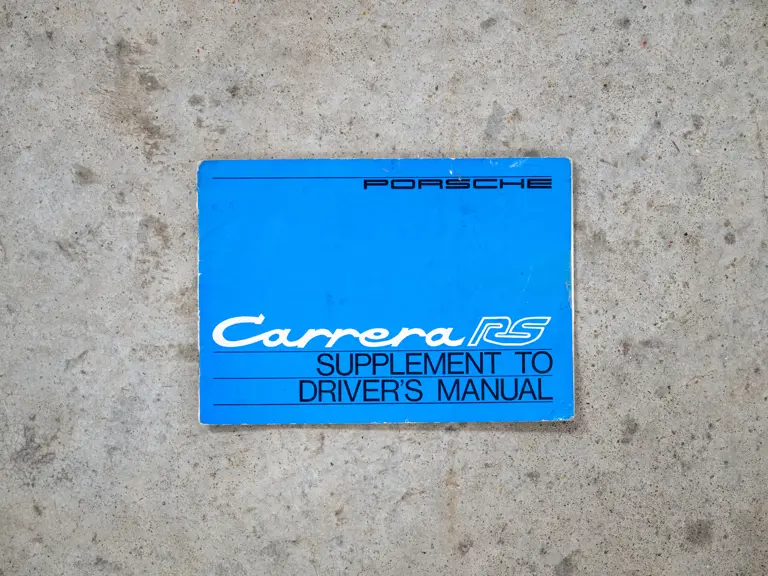 PORSCHE
Carrera RS
SUPPLEMENT TO
DRIVER'S MANUAL